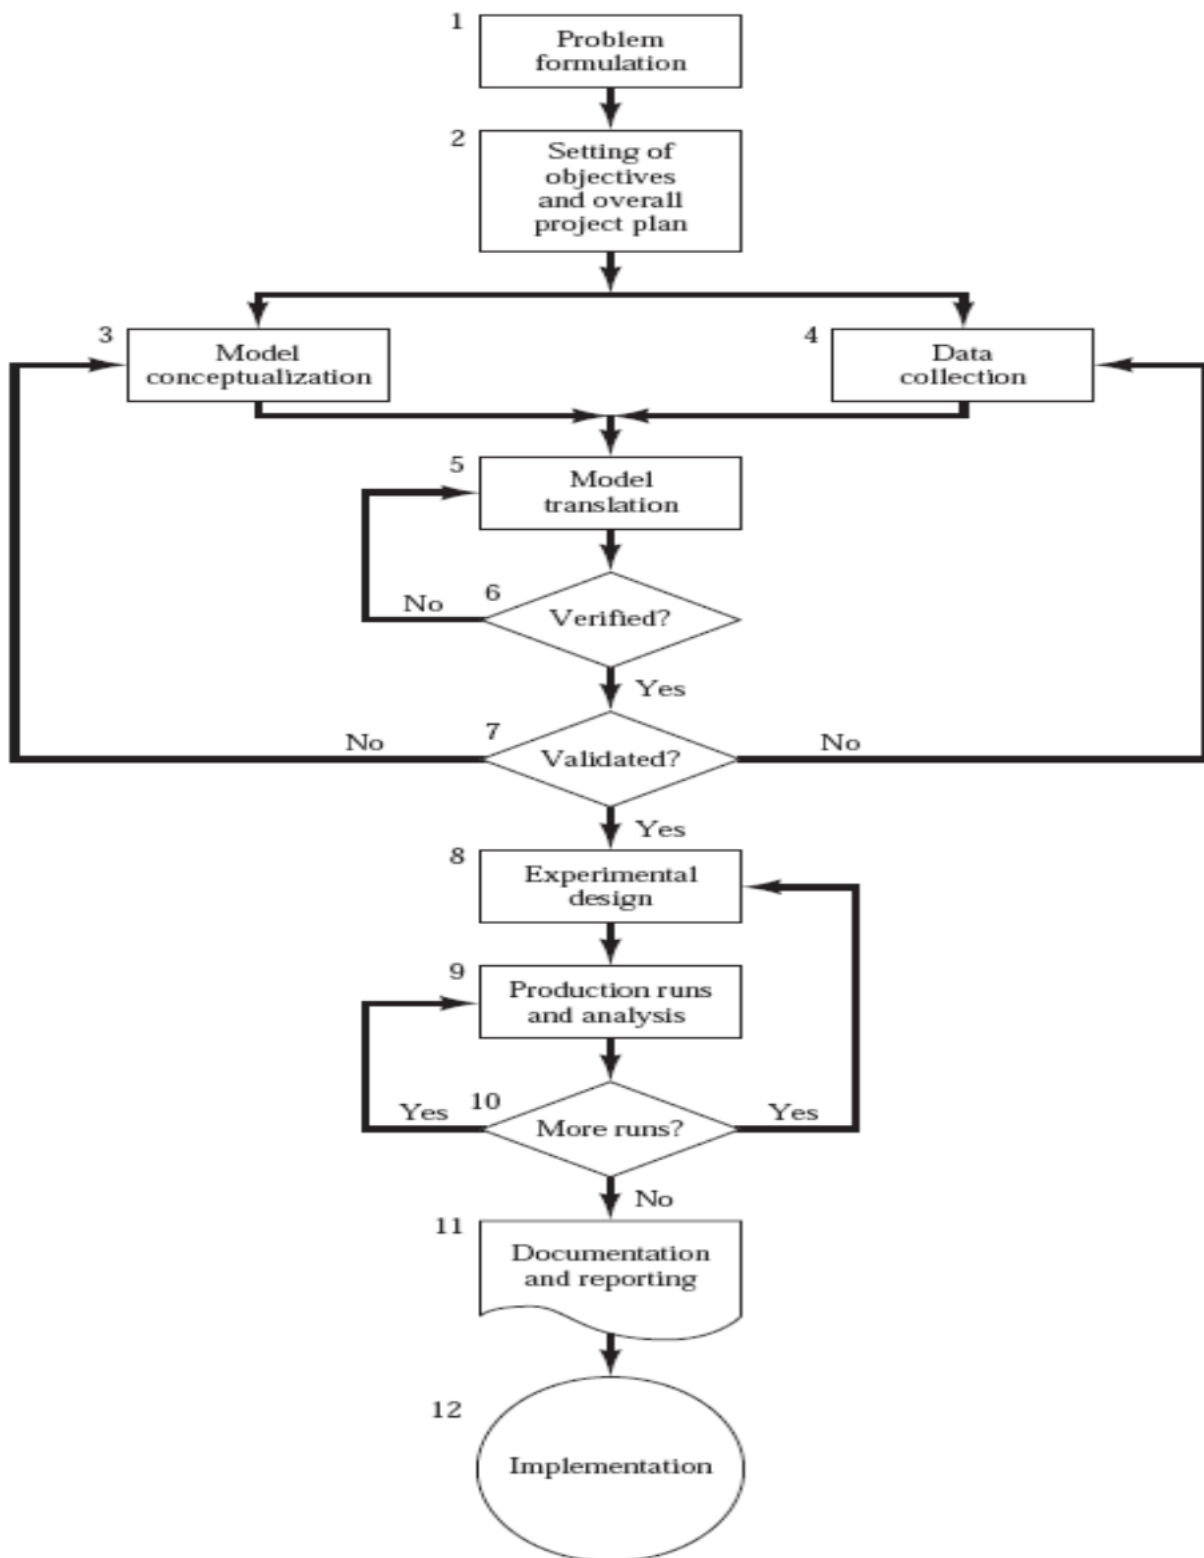 1
Problem
formulation
2
Setting of
objectives
and overall
project plan
3
Model
conceptualization
4
Data
collection
5
Model
translation
6
Verified?
No
Yes
7
Validated?
No
No
Yes
8
Experimental
design
9
Production runs
and analysis
10
More runs?
Yes
Yes
No
11
Documentation
and reporting
12
Implementation